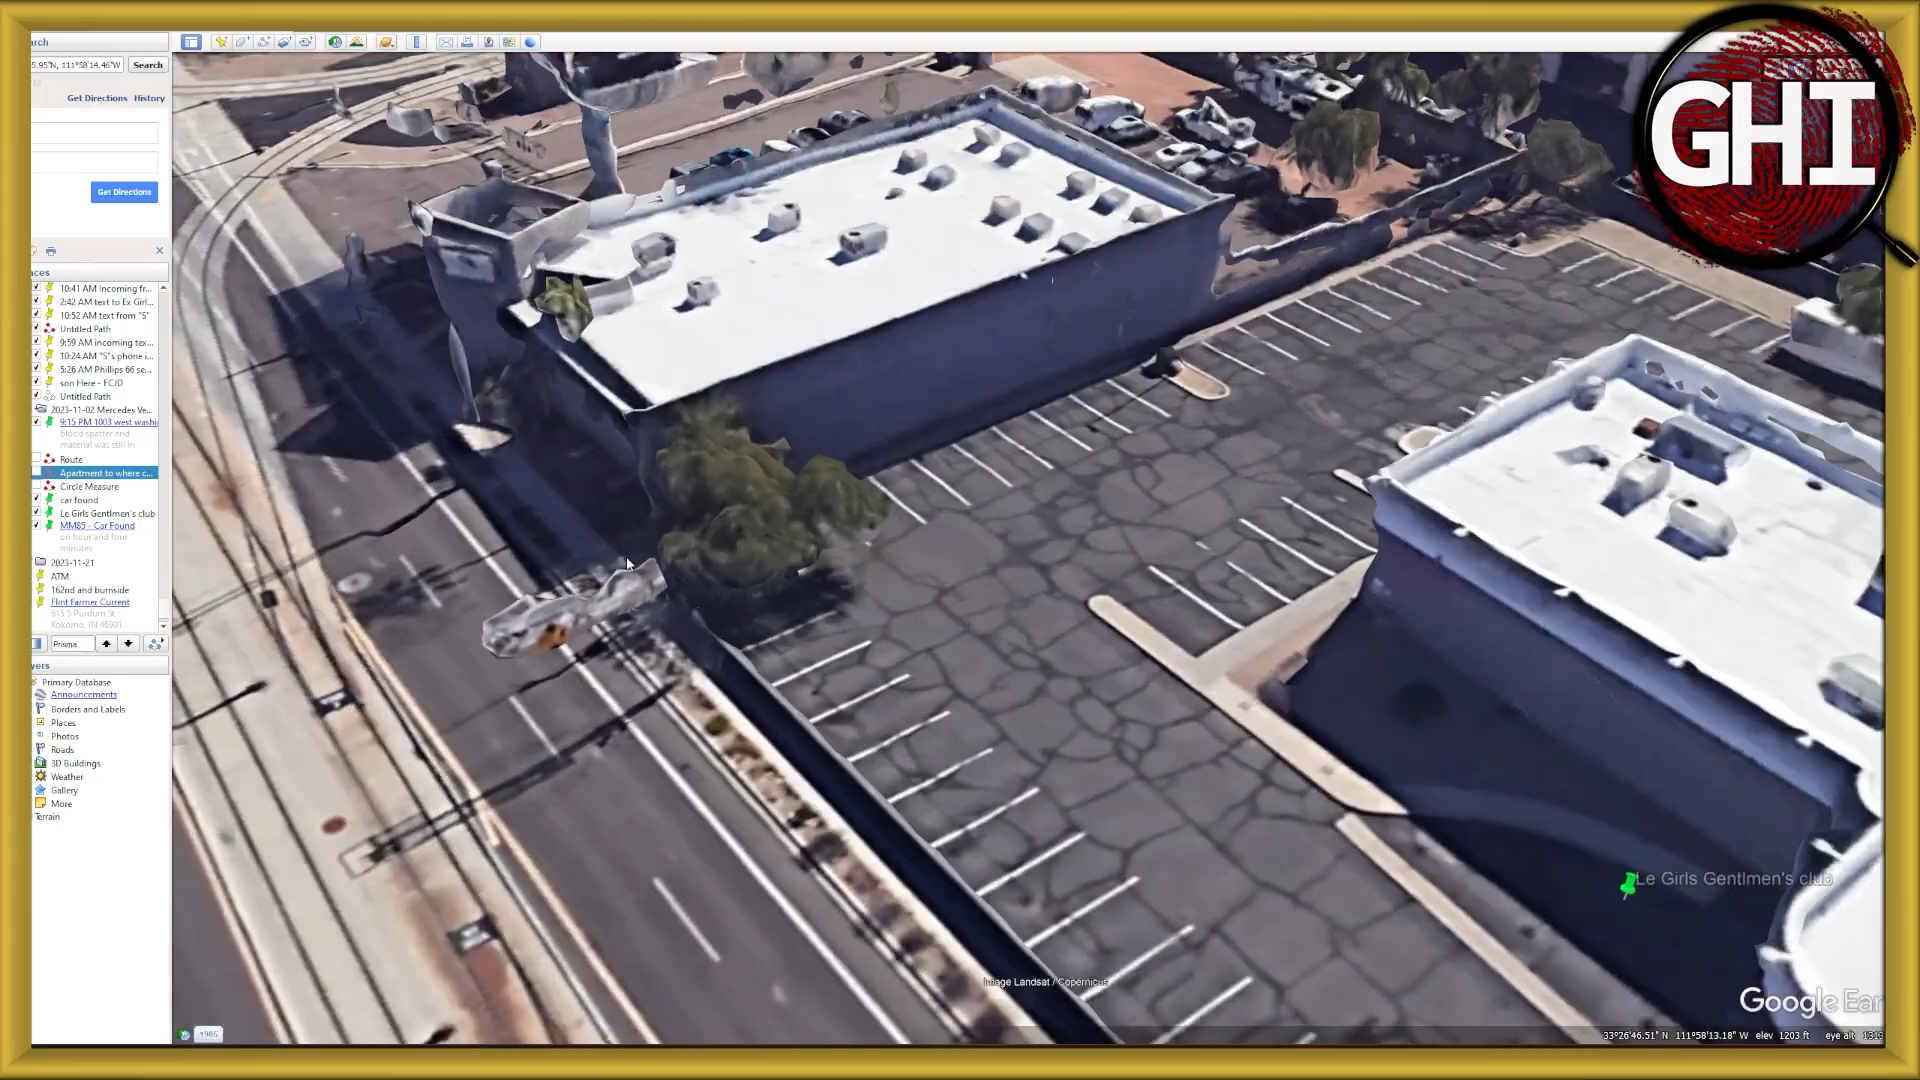 arch
5.95"N, 111°58'14.46"W
Search
Get Directions
History
Get Directions
aces
10:41 AM Incoming fr...
2:42 AM text to Ex Girl...
10:52 AM text from "S"
Untitled Path
9:59 AM incoming tex...
10:24 AM "S"s phone i...
5:26 AM Phillips 66 se...
son Here - FCJD
Untitled Path
2023-11-02 Mercedes Ve...
9:15 PM 1003 west washi
blood spatter and
material was still in
Route
Apartment to where c...
Circle Measure
car found
Le Girls Gentlmen's club
MM85 - Car Found
on hour and four
minutes
2023-11-21
ATM
162nd and burnside
Flint Farmer Current
615 S Purdum St
Kokomo, IN 46901
Prisma
yers
Primary Database
Announcements
Borders and Labels
Places
Photos
Roads
3D Buildings
Weather
Gallery
More
Terrain
1985
GHI
Le Girls Gentlmen's club
Image Landsat / Copernicus
Google Ear
33°26'46.51" N 111°58'13.18" W elev 1203 ft eye alt 1313